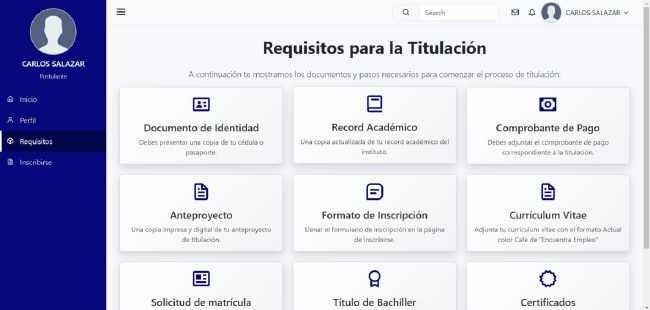 CARLOS SALAZAR
Postulante
Inicio
Perfil
Requisitos
Inscribirse
Search
CARLOS SALAZAR
Requisitos para la Titulación
A continuación te mostramos los documentos y pasos necesarios para comenzar el proceso de titulación:
Documento de Identidad
Debes presentar una copia de tu cédula o
pasaporte.
Record Académico
Una copia actualizada de tu record académico del
instituto.
Comprobante de Pago
Debes adjuntar el comprobante de pago
correspondiente a la titulación.
Anteproyecto
Una copia impresa y digital de tu anteproyecto
de titulación.
Formato de Inscripción
Llenar el formulario de inscripción en la página
de inscribirse.
Currículum Vitae
Adjunta tu currículum vitae con el formato Actual
color Café de "Encuentra Empleo"
Solicitud de matrícula
Título de Bachiller
Certificados